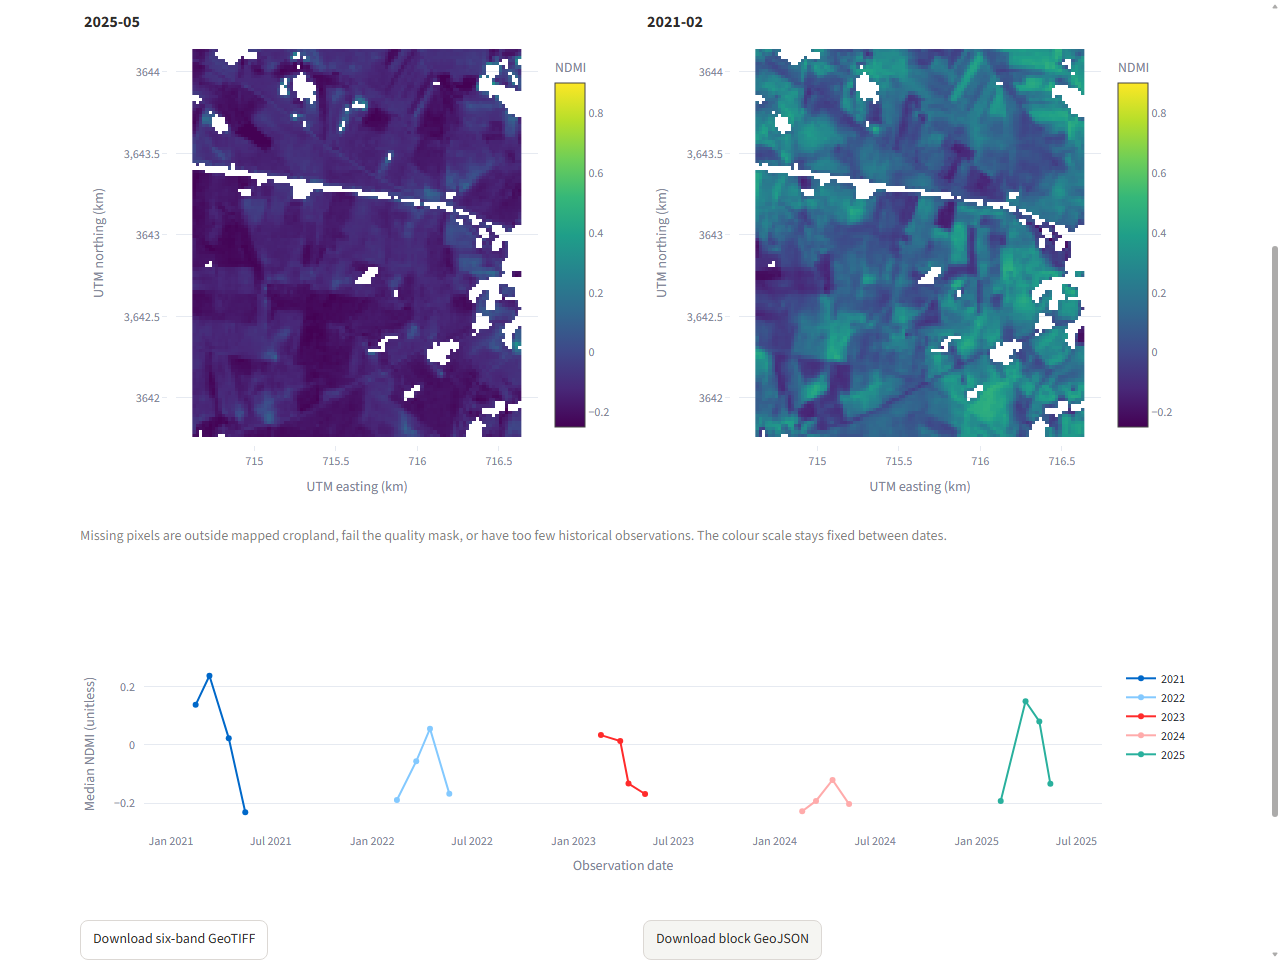 2025-05
2021-02
NDMI
0.8
0.6
0.4
0.2
0
−0.2
UTM northing (km)
3644
3,643.5
3643
3,642.5
3642
715
715.5
716
716.5
UTM easting (km)
NDMI
0.8
0.6
0.4
0.2
0
−0.2
UTM northing (km)
3644
3,643.5
3643
3,642.5
3642
715
715.5
716
716.5
UTM easting (km)
Missing pixels are outside mapped cropland, fail the quality mask, or have too few historical observations. The colour scale stays fixed between dates.
Median NDMI (unitless)
0.2
0
−0.2
Jan 2021
Jul 2021
Jan 2022
Jul 2022
Jan 2023
Jul 2023
Jan 2024
Jul 2024
Jan 2025
Jul 2025
Observation date
2021
2022
2023
2024
2025
Download six-band GeoTIFF
Download block GeoJSON